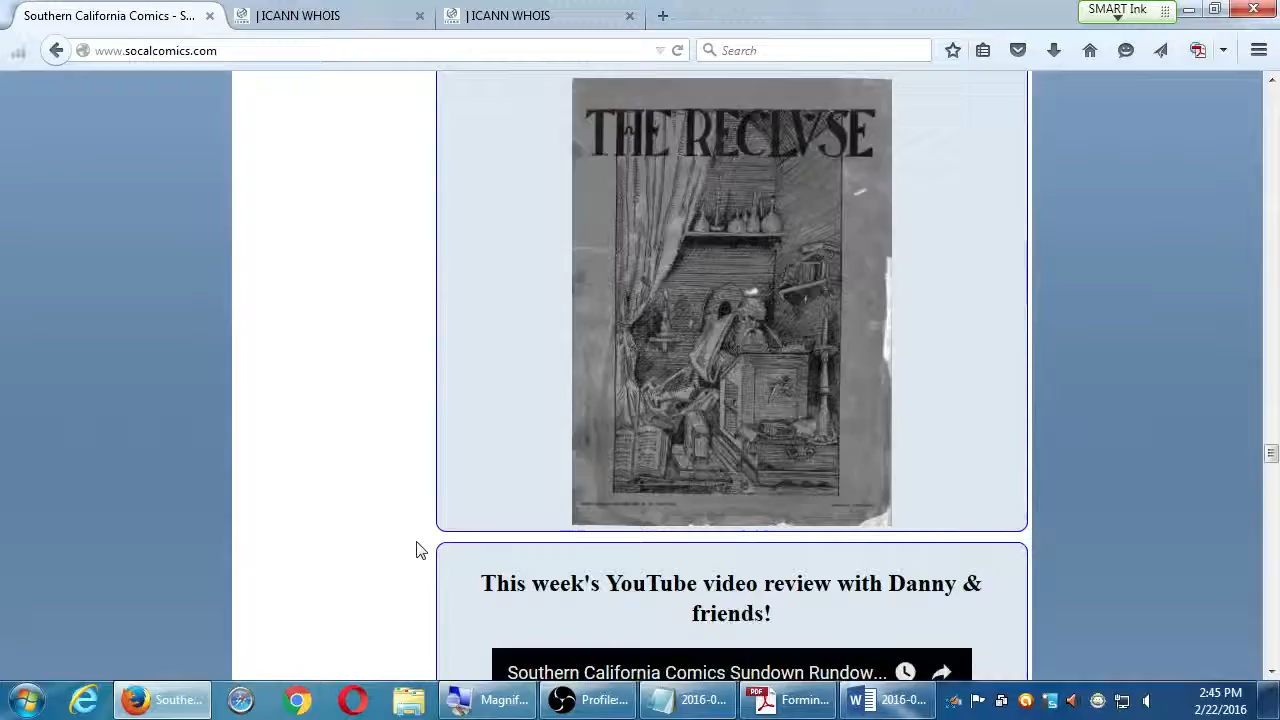 Southern California Comics - S...
| ICANN WHOIS
| ICANN WHOIS
SMART Ink
www.socalcomics.com
Search
THE RECLVSE
This week's YouTube video review with Danny &
friends!
Southern California Comics Sundown Rundow...
Southe...
Magnif...
Profile:...
2016-0...
PDF
Formin...
2016-0...
2:45 PM
2/22/2016